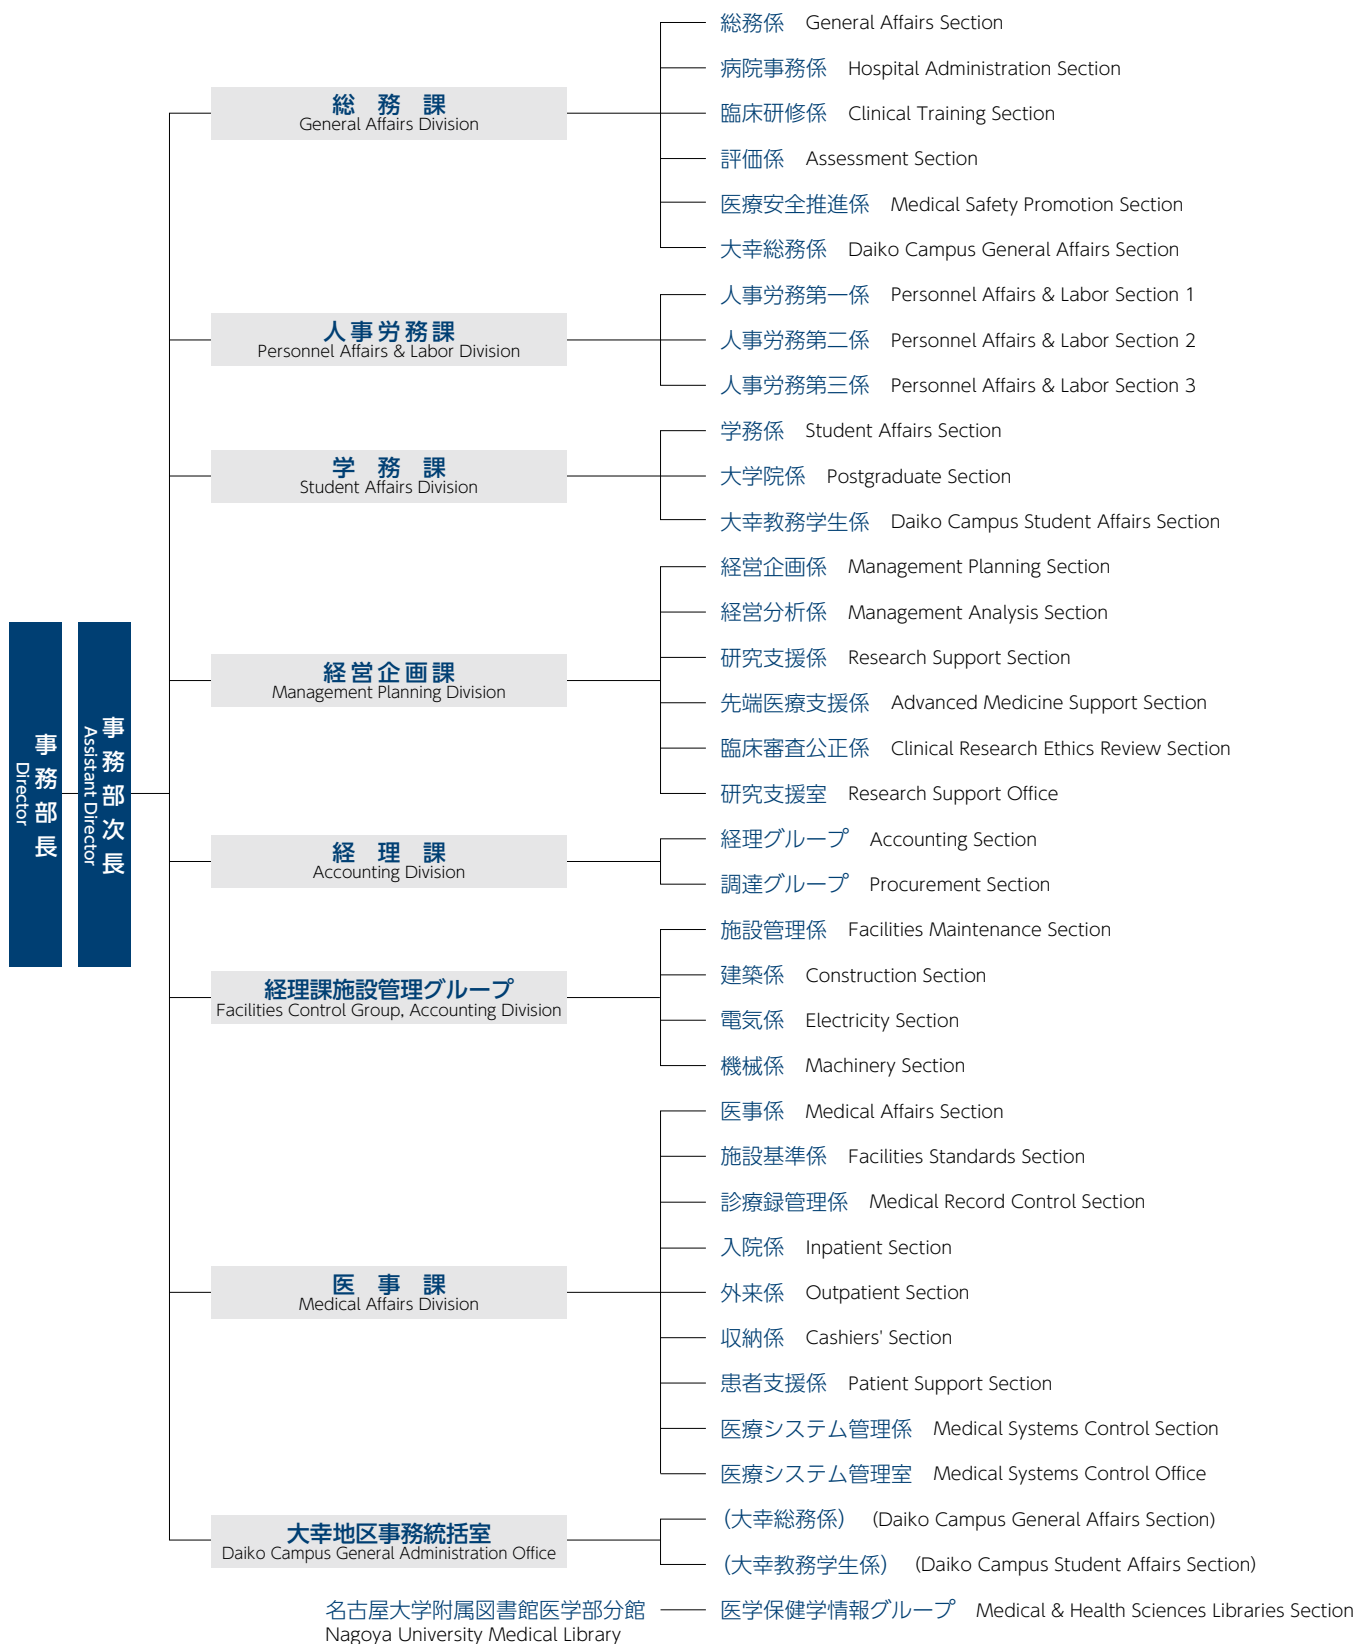 事務部長
Director
事務部次長
Assistant Director
総務課
General Affairs Division
総務係 General Affairs Section
病院事務係 Hospital Administration Section
臨床研修係 Clinical Training Section
評価係 Assessment Section
医療安全推進係 Medical Safety Promotion Section
大幸総務係 Daiko Campus General Affairs Section
人事労務課
Personnel Affairs & Labor Division
人事労務第一係 Personnel Affairs & Labor Section 1
人事労務第二係 Personnel Affairs & Labor Section 2
人事労務第三係 Personnel Affairs & Labor Section 3
学務課
Student Affairs Division
学務係 Student Affairs Section
大学院係 Postgraduate Section
大幸教務学生係 Daiko Campus Student Affairs Section
経営企画課
Management Planning Division
経営企画係 Management Planning Section
経営分析係 Management Analysis Section
研究支援係 Research Support Section
先端医療支援係 Advanced Medicine Support Section
臨床審査公正係 Clinical Research Ethics Review Section
研究支援室 Research Support Office
経理課
Accounting Division
経理グループ Accounting Section
調達グループ Procurement Section
経理課施設管理グループ
Facilities Control Group, Accounting Division
施設管理係 Facilities Maintenance Section
建築係 Construction Section
電気係 Electricity Section
機械係 Machinery Section
医事課
Medical Affairs Division
医事係 Medical Affairs Section
施設基準係 Facilities Standards Section
診療録管理係 Medical Record Control Section
入院係 Inpatient Section
外来係 Outpatient Section
収納係 Cashiers' Section
患者支援係 Patient Support Section
医療システム管理係 Medical Systems Control Section
医療システム管理室 Medical Systems Control Office
大幸地区事務統括室
Daiko Campus General Administration Office
(大幸総務係) (Daiko Campus General Affairs Section)
(大幸教務学生係) (Daiko Campus Student Affairs Section)
名古屋大学附属図書館医学部分館
Nagoya University Medical Library
医学保健学情報グループ Medical & Health Sciences Libraries Section